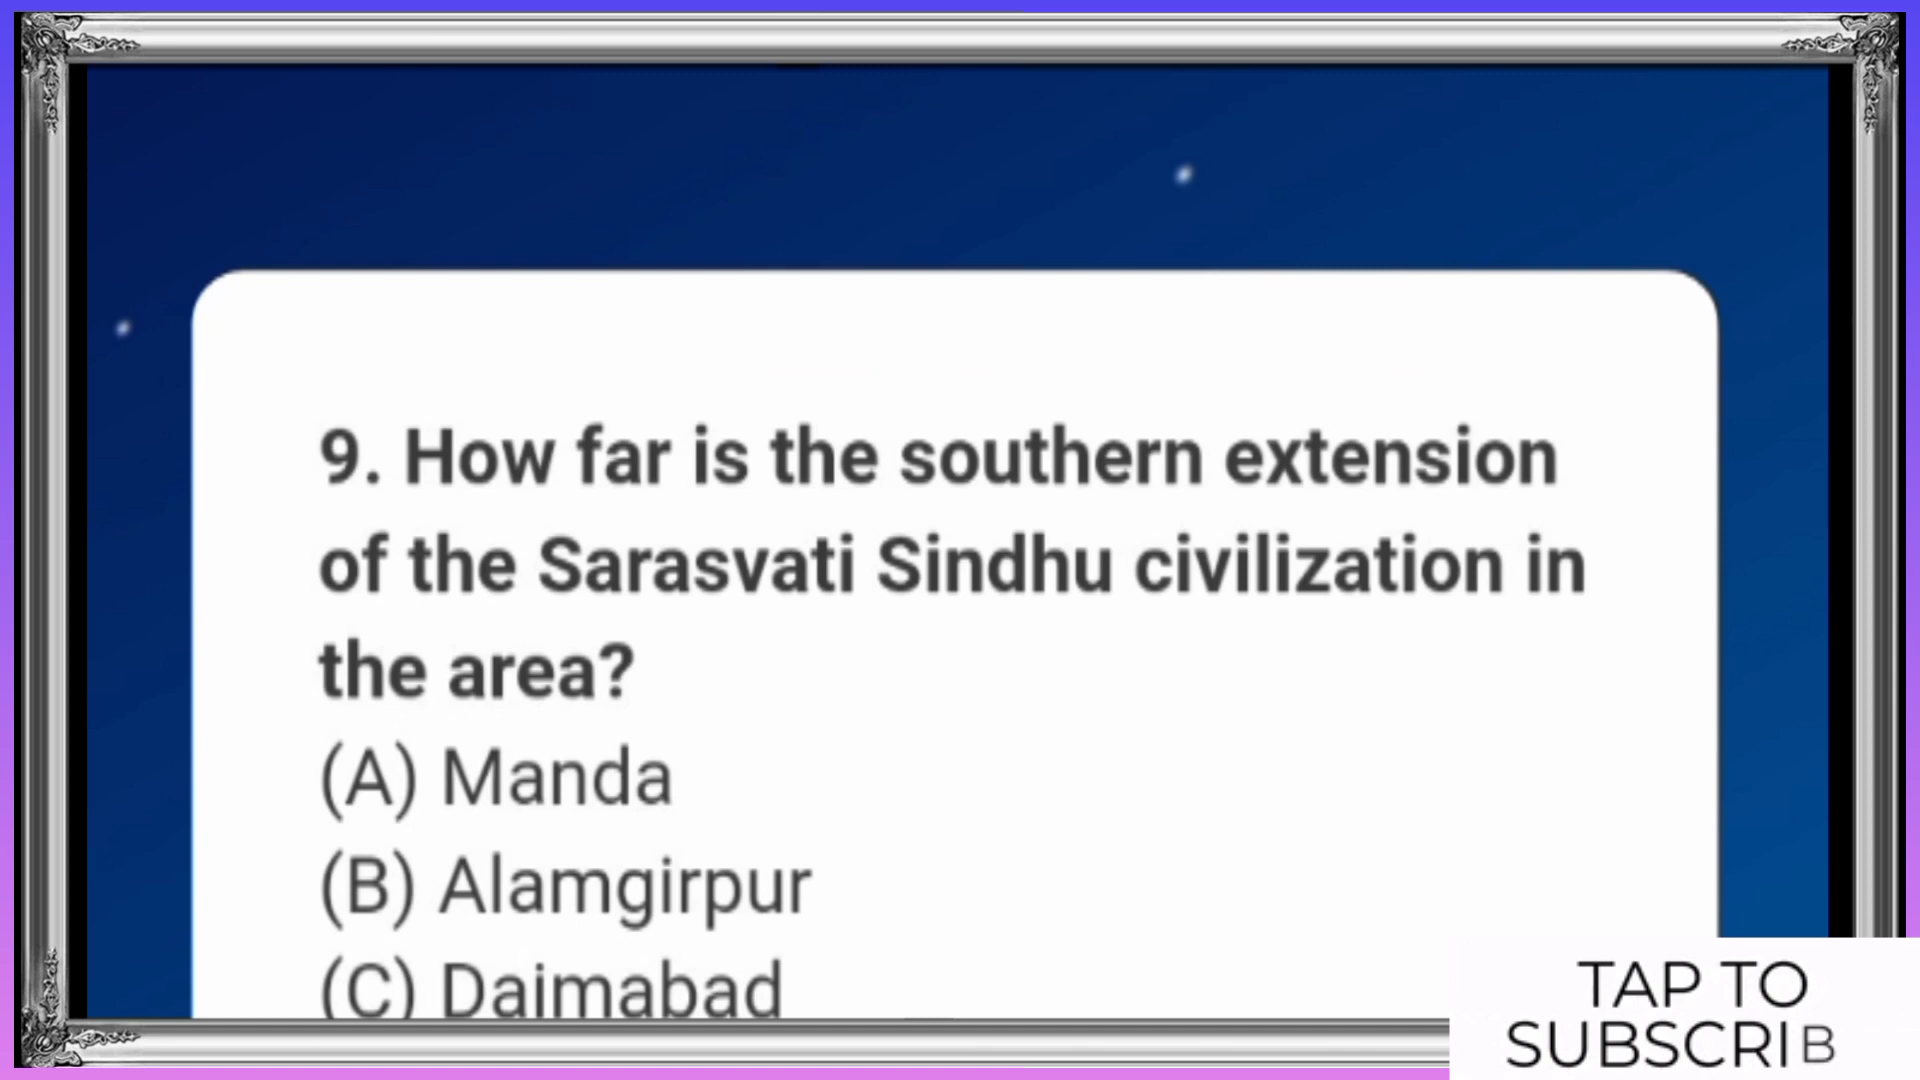 9. How far is the southern extension
of the Sarasvati Sindhu civilization in
the area?
(A) Manda
(B) Alamgirpur
(C) Daimabad
TAP TO
SUBSCRIB